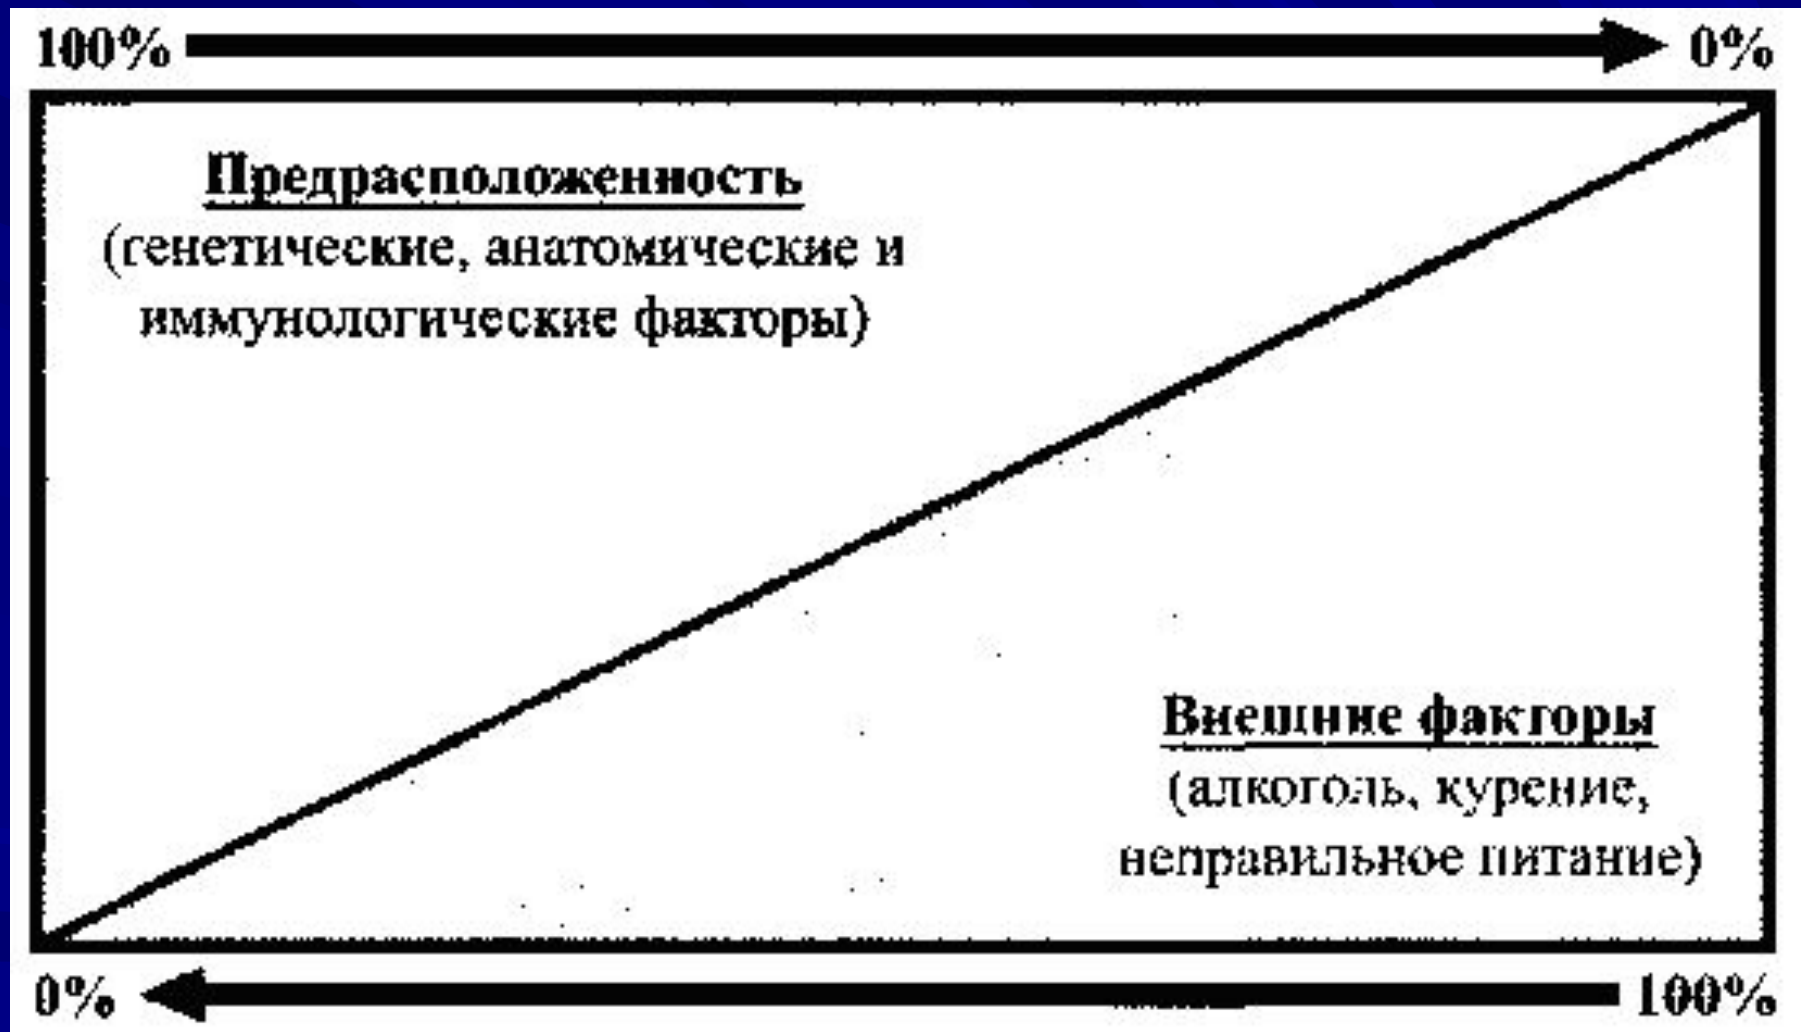 100% 0%
Предрасположенность
(генетические, анатомические и
иммунологические факторы)
Внешние факторы
(алкоголь, курение,
неправильное питание)
0% 100%